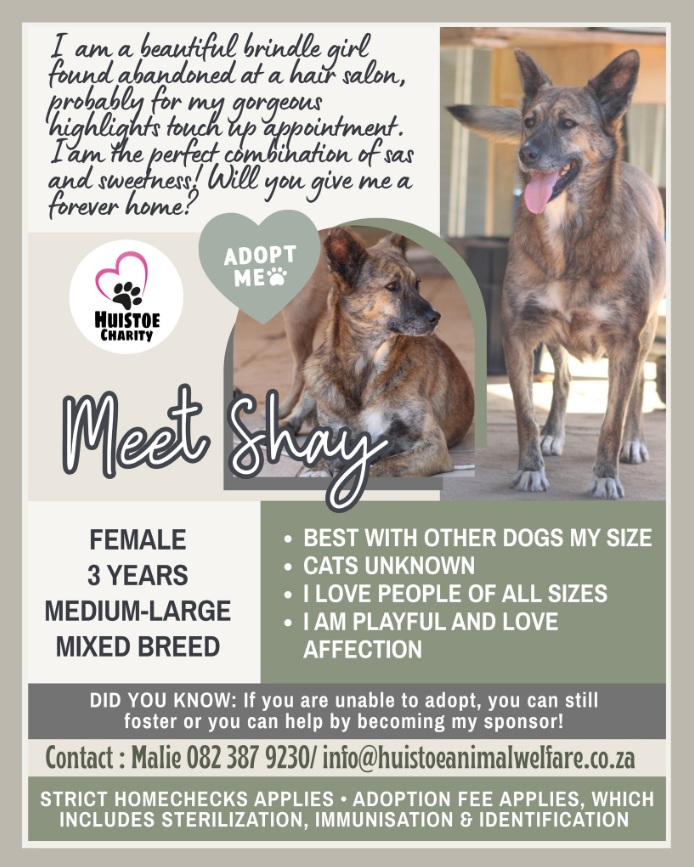 I am a beautiful brindle girl
found abandoned at a hair salon,
probably for my gorgeous
highlights touch up appointment.
I am the perfect combination of sas
and sweetness! Will you give me a
forever home?
ADOPT
ME
HUISTOE
CHARITY
Meet Shay
FEMALE
3 YEARS
MEDIUM-LARGE
MIXED BREED
• BEST WITH OTHER DOGS MY SIZE
• CATS UNKNOWN
• I LOVE PEOPLE OF ALL SIZES
• I AM PLAYFUL AND LOVE
AFFECTION
DID YOU KNOW: If you are unable to adopt, you can still
foster or you can help by becoming my sponsor!
Contact : Malie 082 387 9230/ info@huistoeanimalwelfare.co.za
STRICT HOMECHECKS APPLIES • ADOPTION FEE APPLIES, WHICH
INCLUDES STERILIZATION, IMMUNISATION & IDENTIFICATION